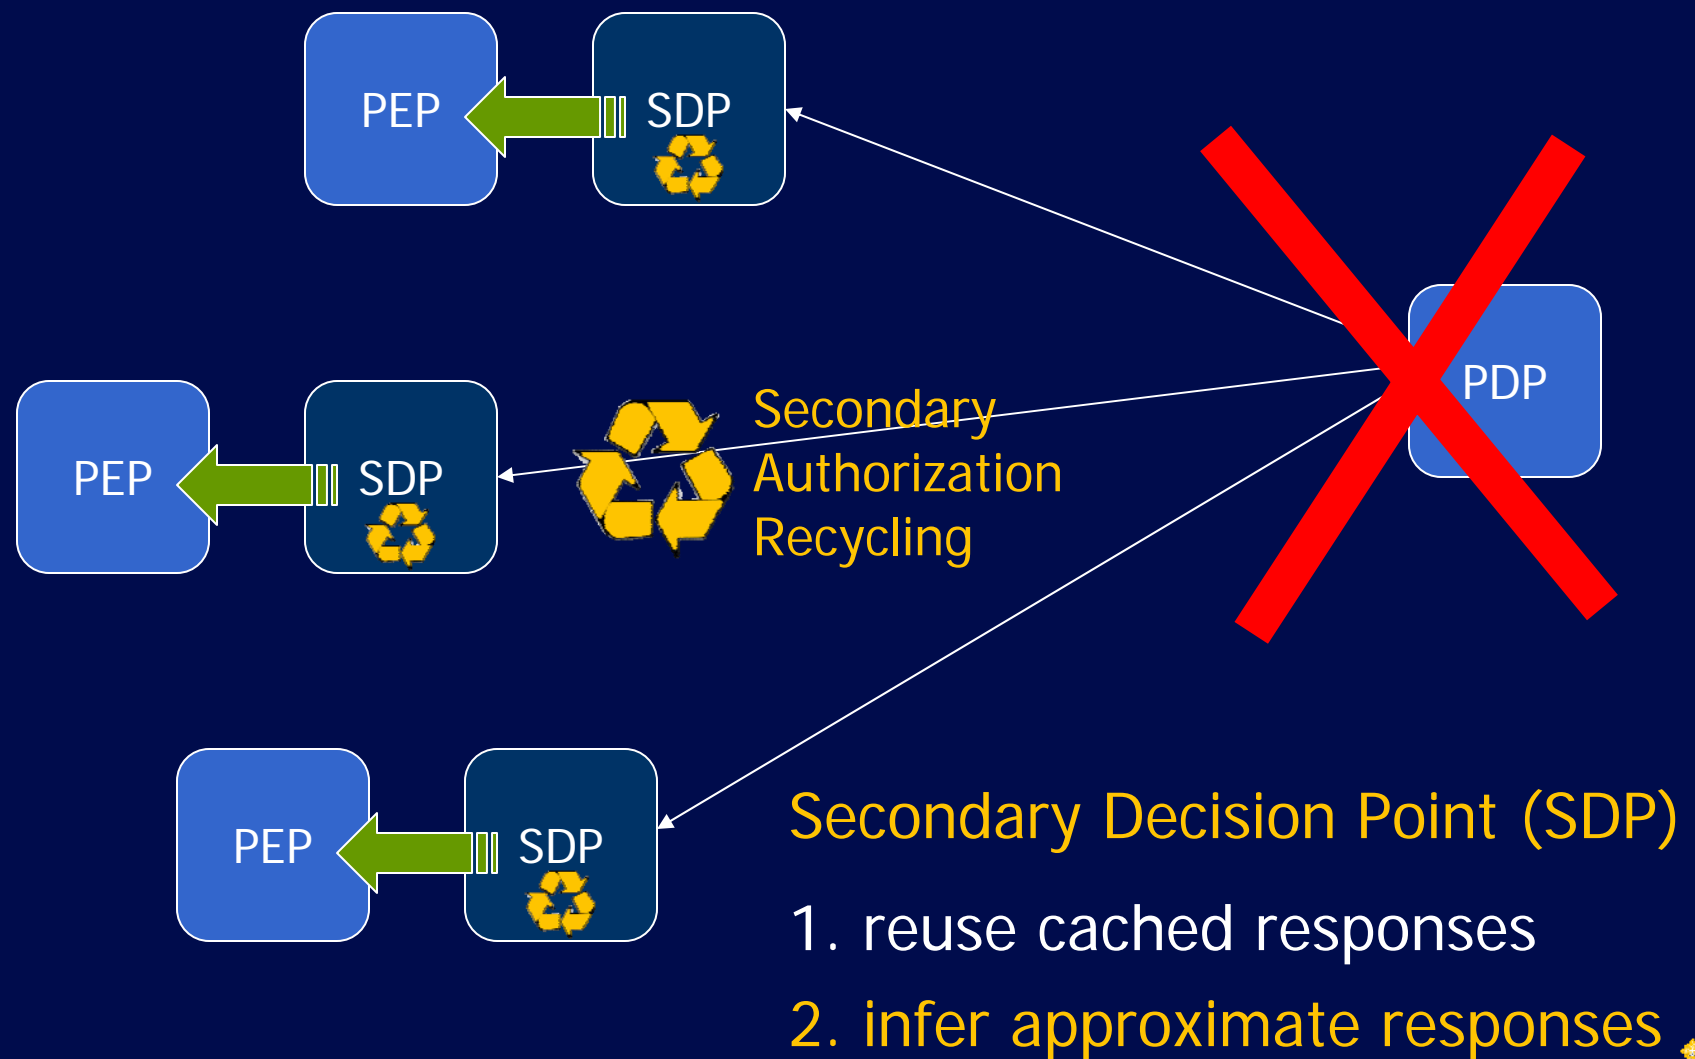 PEP
SDP
PDP
Secondary
Authorization
Recycling
PEP
SDP
PEP
SDP
Secondary Decision Point (SDP)
1. reuse cached responses
2. infer approximate responses